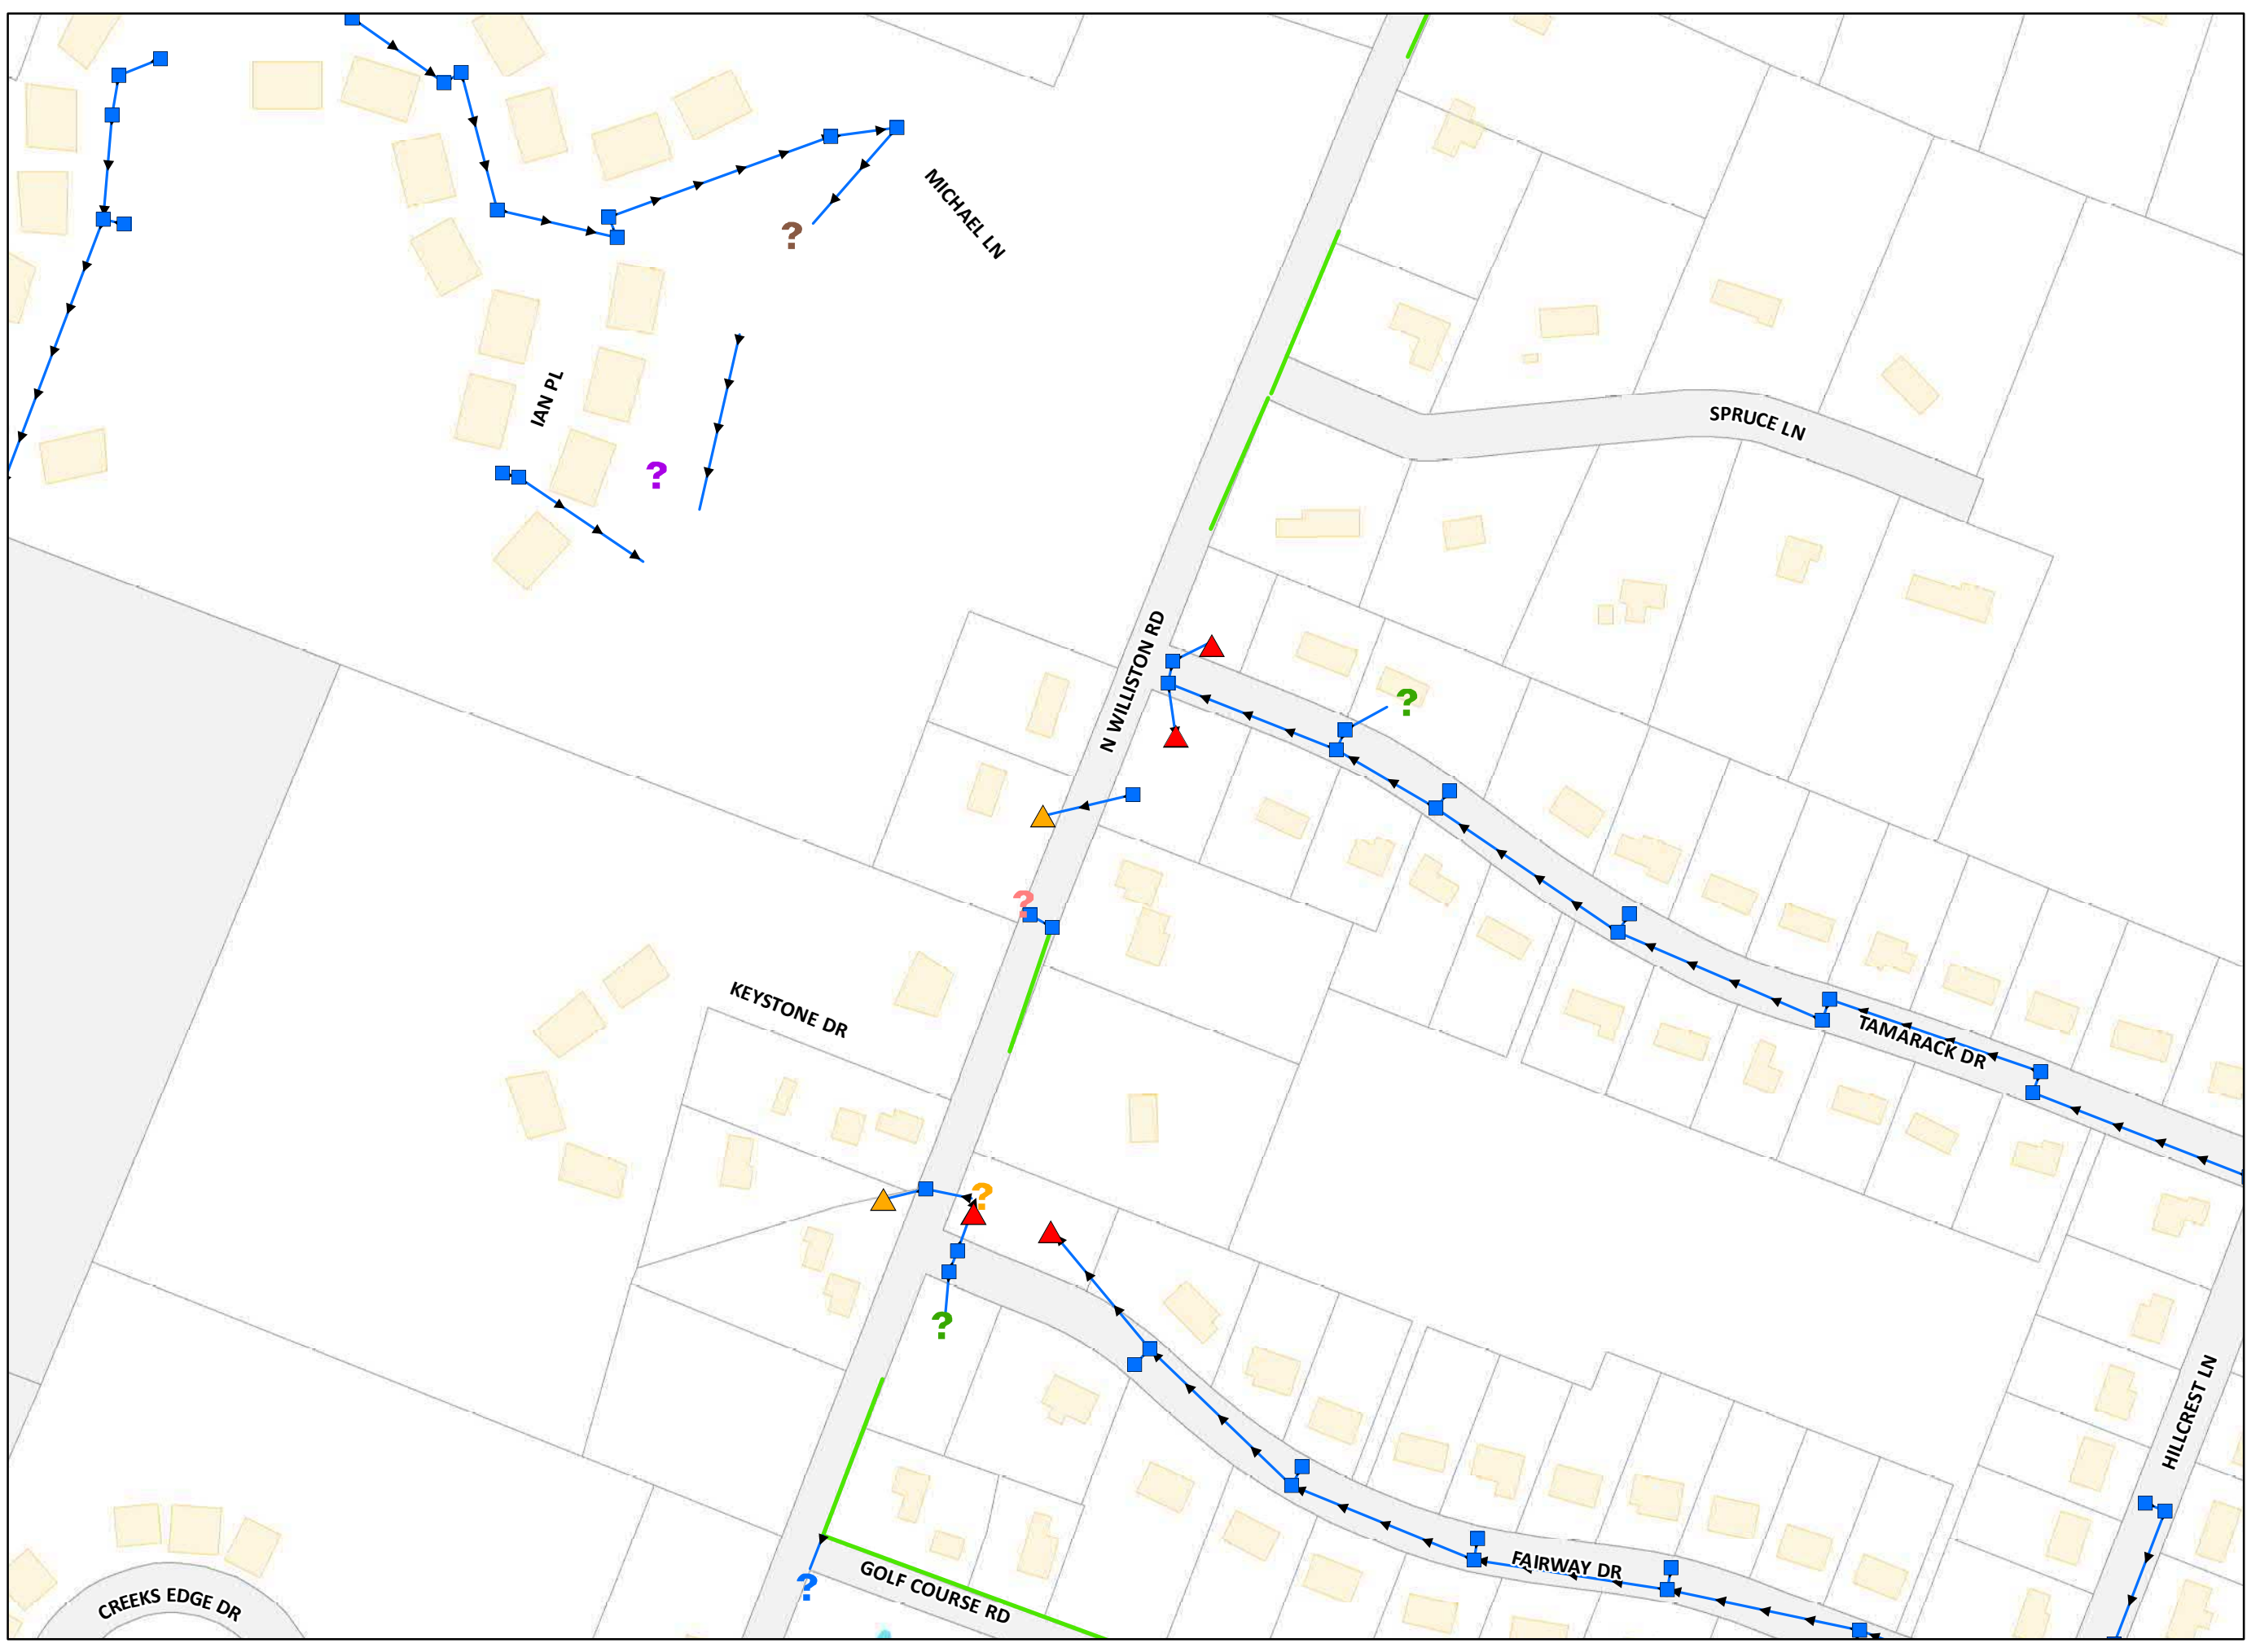 MICHAEL LN
?
IAN PL
SPRUCE LN
?
N WILLISTON RD
?
?
KEYSTONE DR
TAMARACK DR
?
?
HILLCREST LN
FAIRWAY DR
?
GOLF COURSE RD
CREEKS EDGE DR